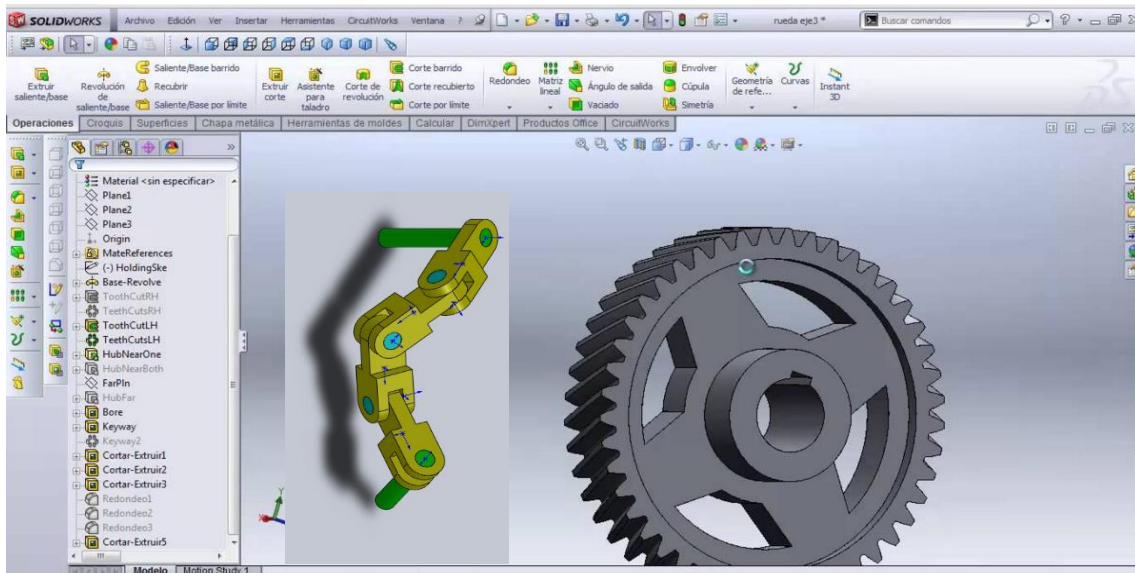 SOLIDWORKS Archivo Edición Ver Insertar Herramientas CircuitWorks Ventana ? rueda eje3 * Buscar comandos
Extruir saliente/base
Revolución de saliente/base
Saliente/Base barrido
Recubrir
Saliente/Base por límite
Extruir corte
Asistente para taladro
Corte de revolución
Corte barrido
Corte recubierto
Corte por límite
Redondeo
Matriz lineal
Nervio
Ángulo de salida
Vaciado
Envolver
Cúpula
Simetría
Geometría de refe...
Curvas
Instant 3D
Operaciones Croquis Superficies Chapa metálica Herramientas de moldes Calcular DimXpert Productos Office CircuitWorks
Material <sin especificar>
Plane1
Plane2
Plane3
Origin
MateReferences
(-) HoldingSke
Base-Revolve
ToothCutRH
TeethCutsRH
ToothCutLH
TeethCutsLH
HubNearOne
HubNearBoth
FarPln
HubFar
Bore
Keyway
Keyway2
Cortar-Extruir1
Cortar-Extruir2
Cortar-Extruir3
Redondeo1
Redondeo2
Redondeo3
Cortar-Extruir5
Y
X
Modelo Motion Study 1